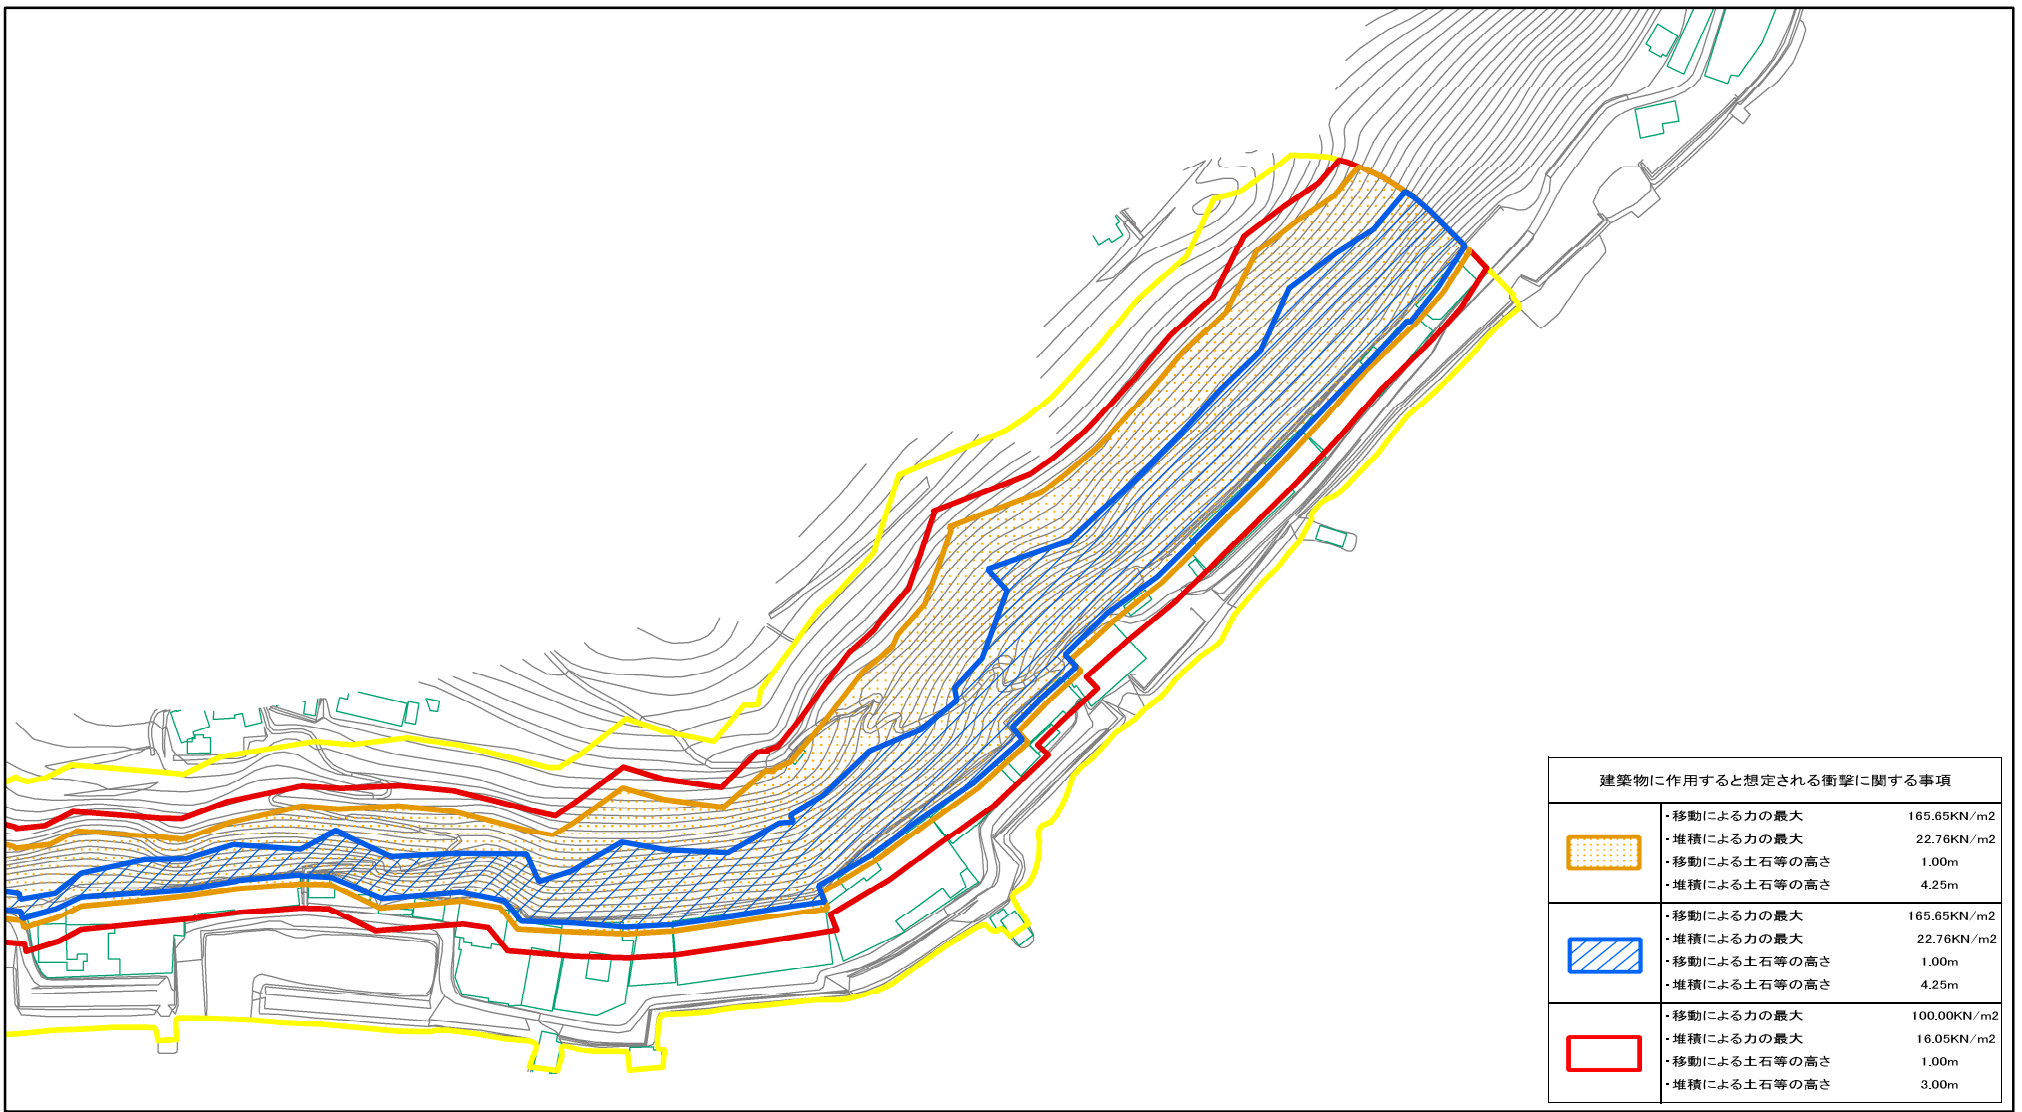 建築物に作用すると想定される衝撃に関する事項
・移動による力の最大 165.65KN/m2
・堆積による力の最大 22.76KN/m2
・移動による土石等の高さ 1.00m
・堆積による土石等の高さ 4.25m
・移動による力の最大 165.65KN/m2
・堆積による力の最大 22.76KN/m2
・移動による土石等の高さ 1.00m
・堆積による土石等の高さ 4.25m
・移動による力の最大 100.00KN/m2
・堆積による力の最大 16.05KN/m2
・移動による土石等の高さ 1.00m
・堆積による土石等の高さ 3.00m